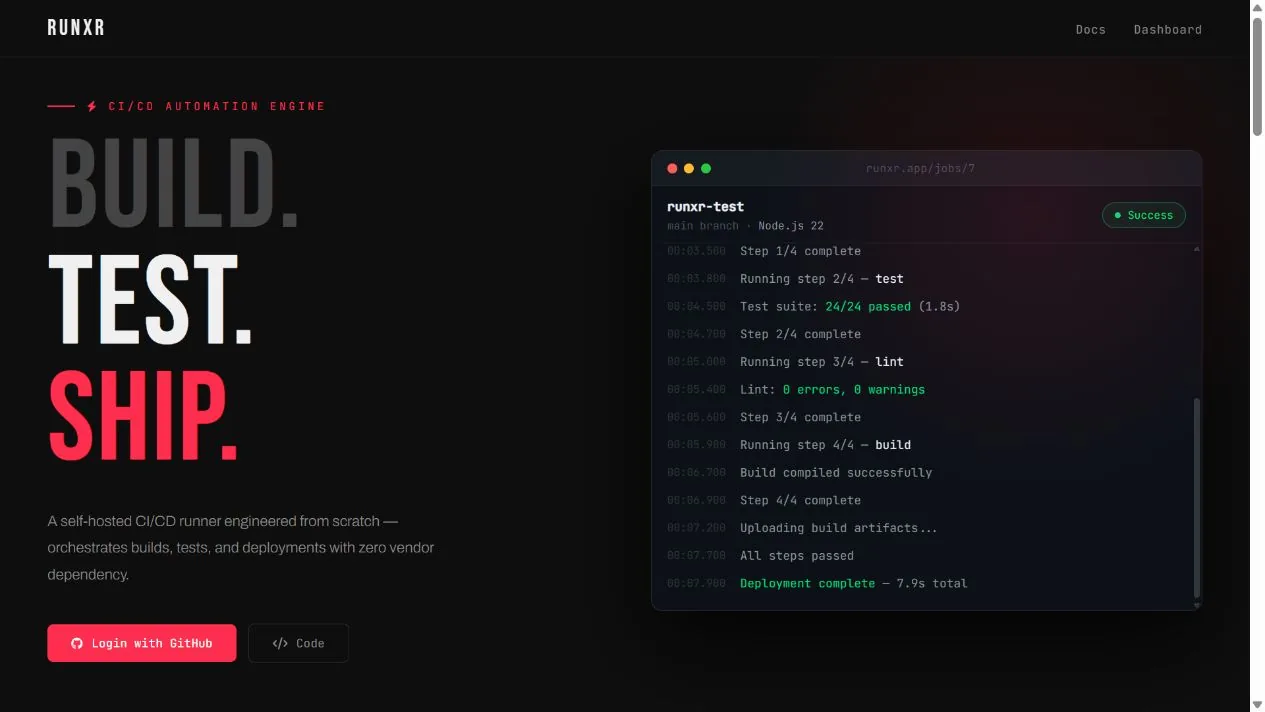 RUNXR
Docs Dashboard
CI/CD AUTOMATION ENGINE
BUILD.
TEST.
SHIP.
A self-hosted CI/CD runner engineered from scratch —
orchestrates builds, tests, and deployments with zero vendor
dependency.
Login with GitHub
</> Code
runxr.app/jobs/7
runxr-test
main branch · Node.js 22
Success
00:03.500 Step 1/4 complete
00:03.800 Running step 2/4 — test
00:04.500 Test suite: 24/24 passed (1.8s)
00:04.700 Step 2/4 complete
00:05.000 Running step 3/4 — lint
00:05.400 Lint: 0 errors, 0 warnings
00:05.600 Step 3/4 complete
00:05.900 Running step 4/4 — build
00:06.700 Build compiled successfully
00:06.900 Step 4/4 complete
00:07.200 Uploading build artifacts...
00:07.700 All steps passed
00:07.900 Deployment complete — 7.9s total